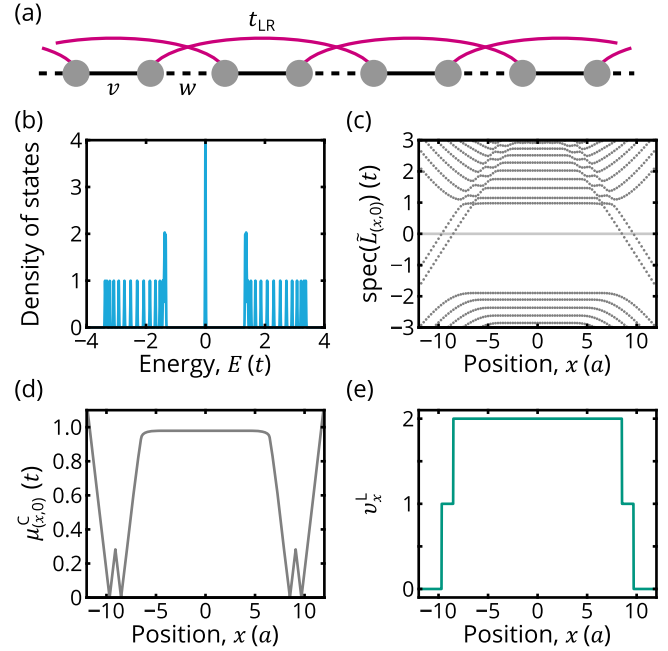 (a)
t_LR
v
w
(b)
Density of states
4
3
2
1
0
−4
−2
0
2
4
Energy, E (t)
(c)
spec(L̃_(x,0)) (t)
3
2
1
0
−1
−2
−3
−10
−5
0
5
10
Position, x (a)
(d)
μ^C_(x,0) (t)
1.0
0.8
0.6
0.4
0.2
0
−10
−5
0
5
10
Position, x (a)
(e)
ν^L_x
2
1
0
−10
−5
0
5
10
Position, x (a)